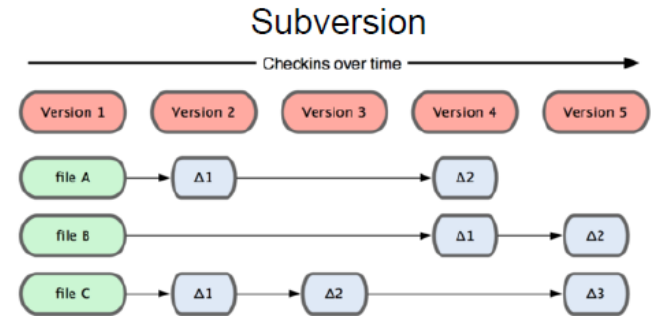 Subversion
Checkins over time
Version 1 Version 2 Version 3 Version 4 Version 5
file A Δ1 Δ2
file B Δ1 Δ2
file C Δ1 Δ2 Δ3